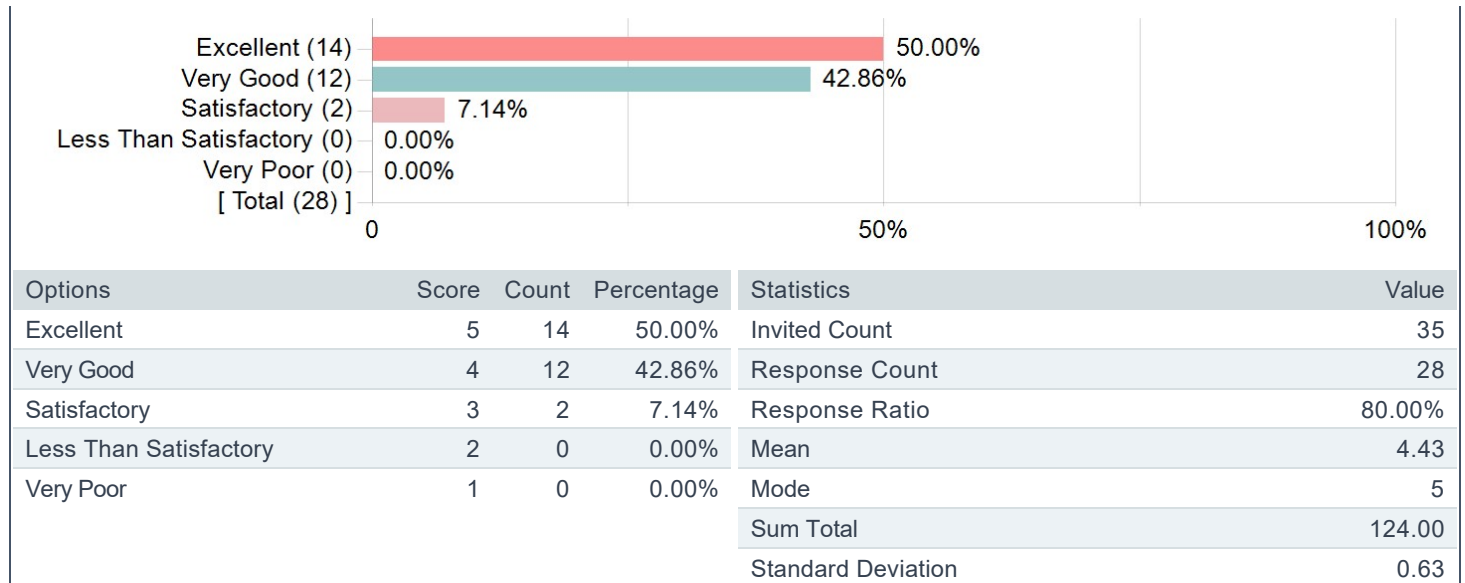 Excellent (14) 50.00%
Very Good (12) 42.86%
Satisfactory (2) 7.14%
Less Than Satisfactory (0) 0.00%
Very Poor (0) 0.00%
[ Total (28) ]
0 50% 100%
Options Score Count Percentage
Excellent 5 14 50.00%
Very Good 4 12 42.86%
Satisfactory 3 2 7.14%
Less Than Satisfactory 2 0 0.00%
Very Poor 1 0 0.00%
Statistics Value
Invited Count 35
Response Count 28
Response Ratio 80.00%
Mean 4.43
Mode 5
Sum Total 124.00
Standard Deviation 0.63